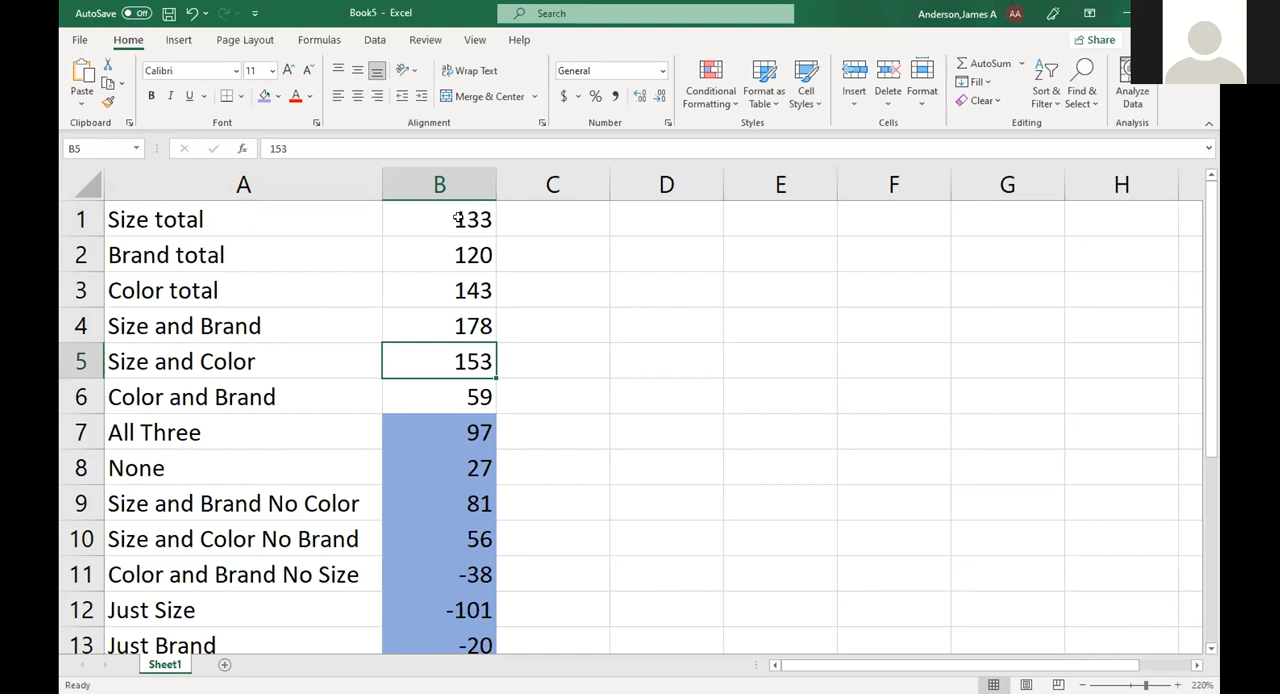 AutoSave Off Book5 - Excel Search Anderson,James A AA
File Home Insert Page Layout Formulas Data Review View Help Share
Paste Calibri 11 A A Wrap Text General AutoSum
Fill
B I U A Merge & Center $ % 9 Clear
Conditional Formatting Format as Table Cell Styles Insert Delete Format Sort & Filter Find & Select Analyze Data
Clipboard Font Alignment Number Styles Cells Editing Analysis
B5 fx 153
A B C D E F G H
1 Size total 133
2 Brand total 120
3 Color total 143
4 Size and Brand 178
5 Size and Color 153
6 Color and Brand 59
7 All Three 97
8 None 27
9 Size and Brand No Color 81
10 Size and Color No Brand 56
11 Color and Brand No Size -38
12 Just Size -101
13 Just Brand -20
Sheet1
Ready 220%